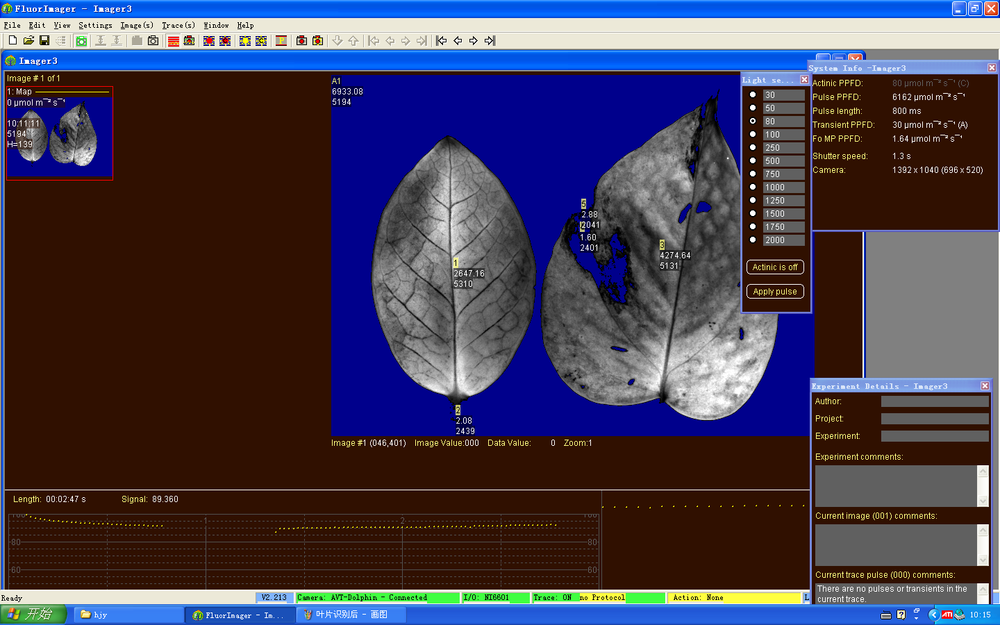 FluorImager - Imager3
File Edit View Settings Image(s) Trace(s) Window Help
Imager3
Image # 1 of 1
1: Map
0 µmol m¯² s¯¹
10:11:11
5194
H=139
A1
6933.08
5194
1
2647.16
5310
2
2.08
2439
3
4274.64
5131
5
2.88
2041
1.60
2401
Image #1 (046,401) Image Value:000 Data Value: 0 Zoom:1
Light se...
30
50
80
100
250
500
750
1000
1250
1500
1750
2000
Actinic is off
Apply pulse
System Info -Imager3
Actinic PPFD: 80 µmol m¯² s¯¹ (C)
Pulse PPFD: 6162 µmol m¯² s¯¹
Pulse length: 800 ms
Transient PPFD: 30 µmol m¯² s¯¹ (A)
Fo MP PPFD: 1.64 µmol m¯² s¯¹
Shutter speed: 1.3 s
Camera: 1392 x 1040 (696 x 520)
Experiment Details - Imager3
Author:
Project:
Experiment:
Experiment comments:
Current image (001) comments:
Current trace pulse (000) comments:
There are no pulses or transients in the
current trace.
Length: 00:02:47 s Signal: 89.360
100 1 2 100
80 80
60 60
Ready V2.213 Camera: AVT-Dolphin - Connected I/O: NI6601 Trace: ON no Protocol Action: None L
开始 hjy FluorImager - Im... 叶片识别后 - 画图 ATI 10:15